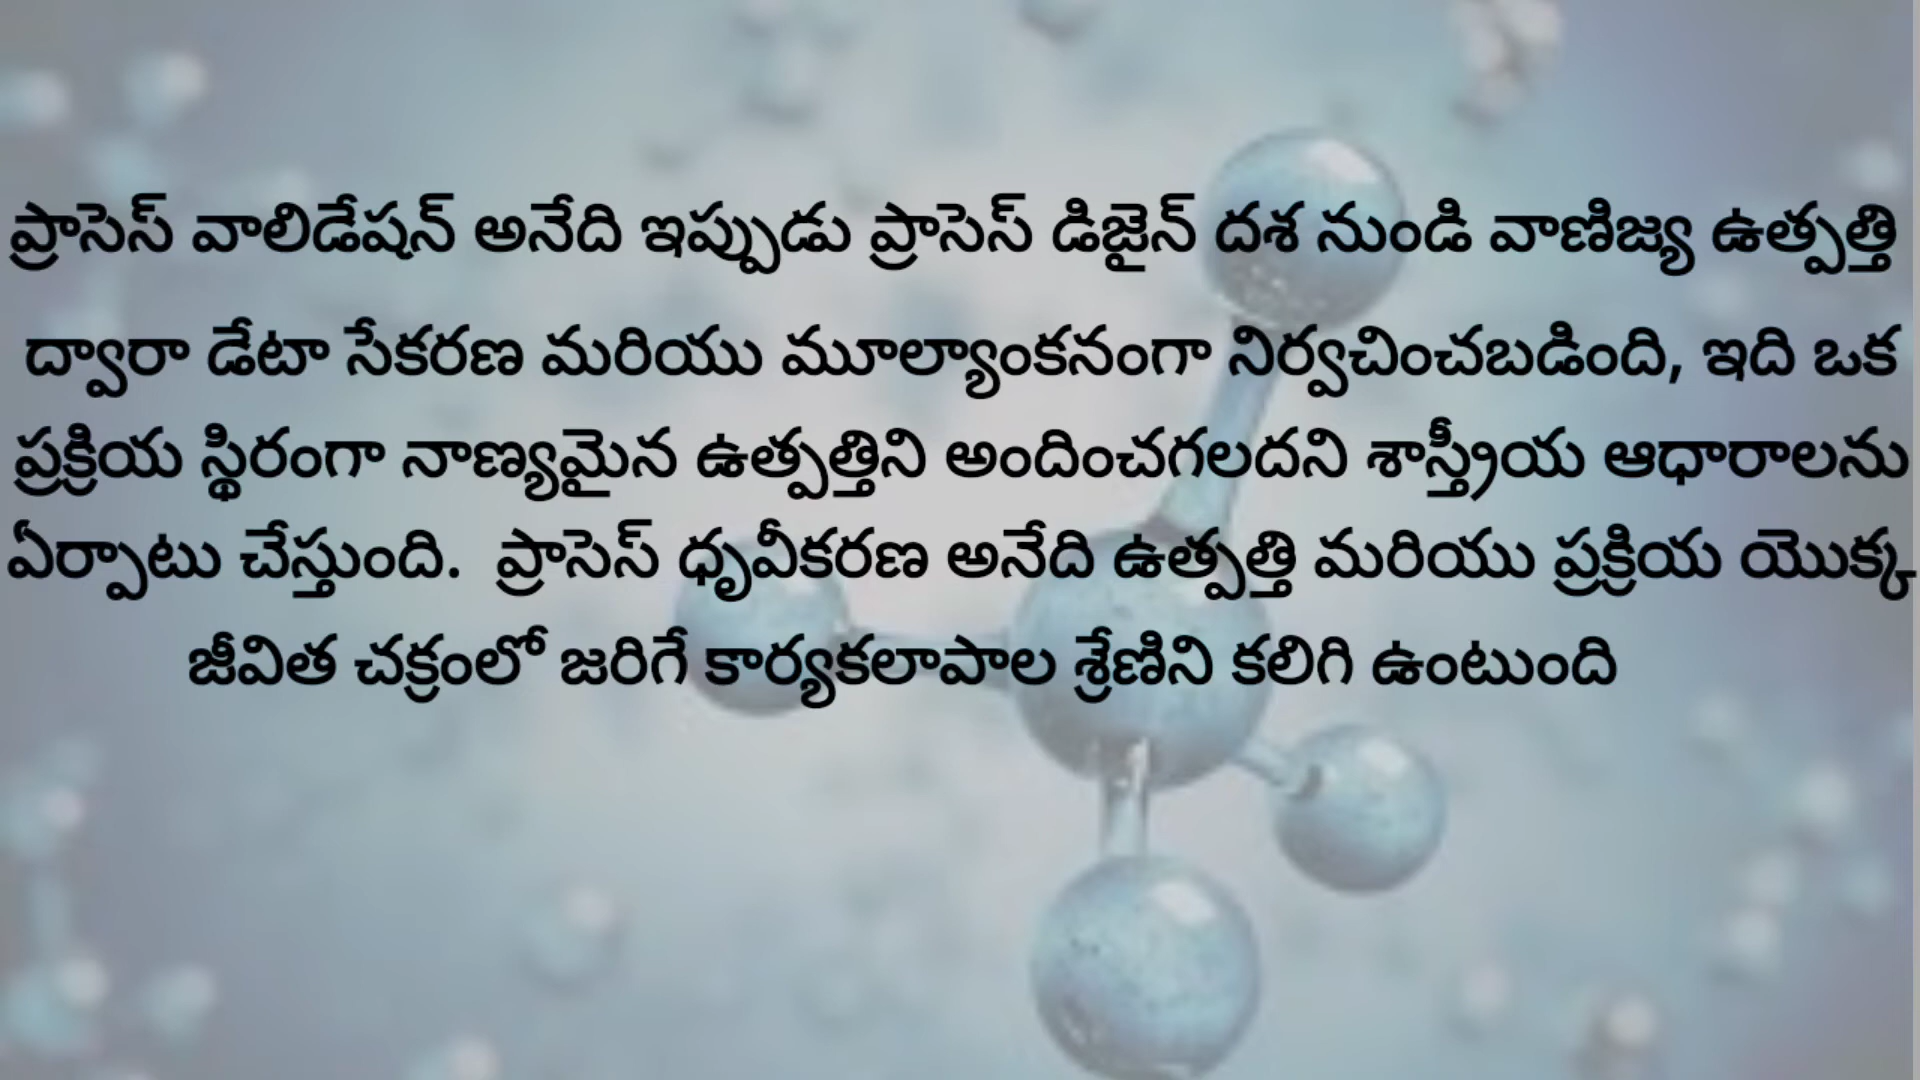 ప్రాసెస్ వాలిడేషన్ అనేది ఇప్పుడు ప్రాసెస్ డిజైన్ దశ నుండి వాణిజ్య ఉత్పత్తి
ద్వారా డేటా సేకరణ మరియు మూల్యాంకనంగా నిర్వచించబడింది, ఇది ఒక
ప్రక్రియ స్థిరంగా నాణ్యమైన ఉత్పత్తిని అందించగలదని శాస్త్రీయ ఆధారాలను
ఏర్పాటు చేస్తుంది. ప్రాసెస్ ధృవీకరణ అనేది ఉత్పత్తి మరియు ప్రక్రియ యొక్క
జీవిత చక్రంలో జరిగే కార్యకలాపాల శ్రేణిని కలిగి ఉంటుంది